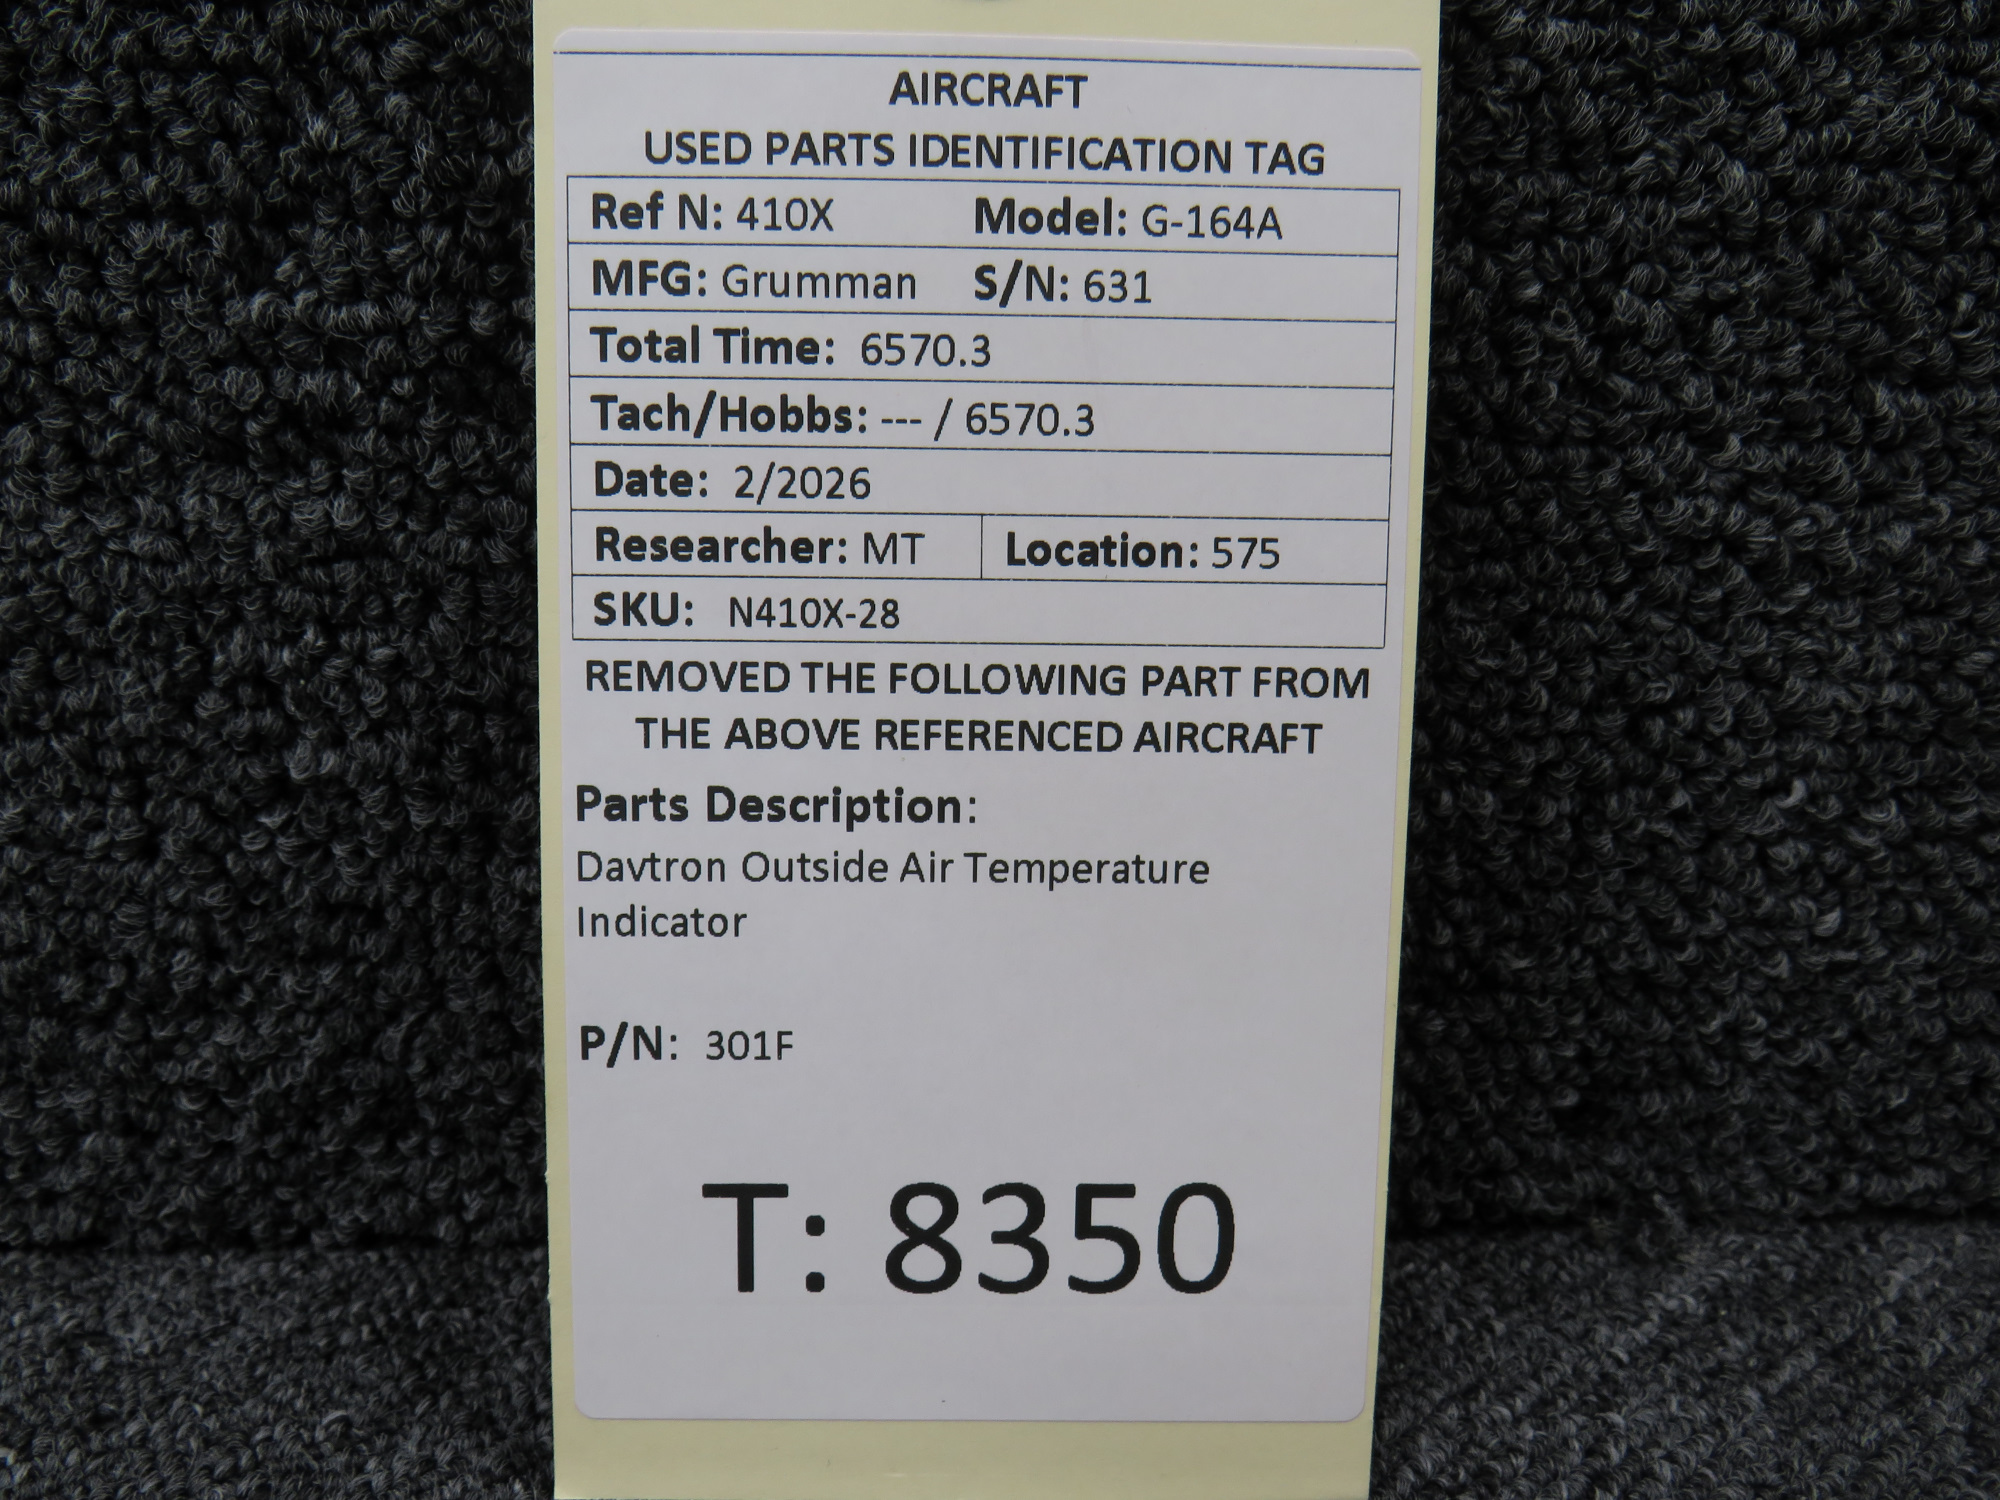 AIRCRAFT
USED PARTS IDENTIFICATION TAG
Ref N: 410X Model: G-164A
MFG: Grumman S/N: 631
Total Time: 6570.3
Tach/Hobbs: --- / 6570.3
Date: 2/2026
Researcher: MT Location: 575
SKU: N410X-28
REMOVED THE FOLLOWING PART FROM
THE ABOVE REFERENCED AIRCRAFT
Parts Description:
Davtron Outside Air Temperature
Indicator
P/N: 301F
T: 8350